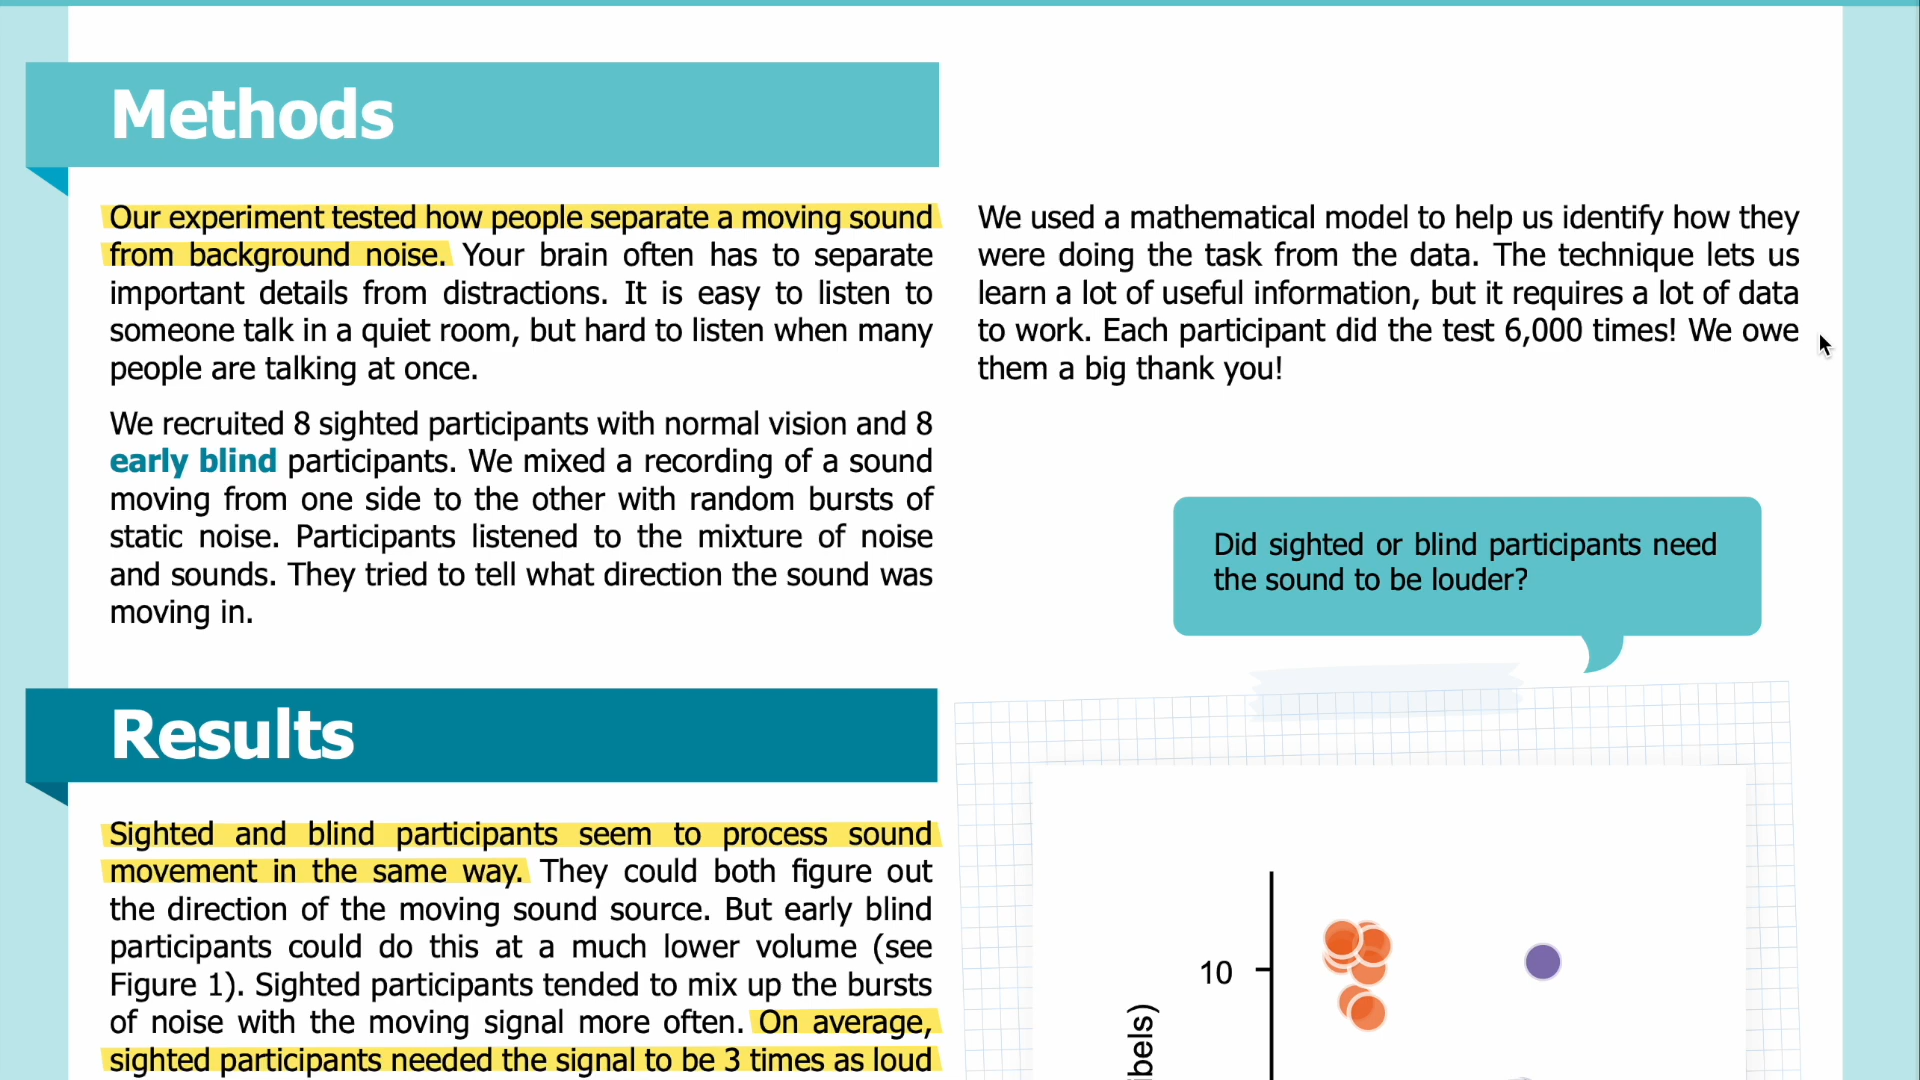 Methods
Our experiment tested how people separate a moving sound
from background noise. Your brain often has to separate
important details from distractions. It is easy to listen to
someone talk in a quiet room, but hard to listen when many
people are talking at once.
We recruited 8 sighted participants with normal vision and 8
early blind participants. We mixed a recording of a sound
moving from one side to the other with random bursts of
static noise. Participants listened to the mixture of noise
and sounds. They tried to tell what direction the sound was
moving in.
We used a mathematical model to help us identify how they
were doing the task from the data. The technique lets us
learn a lot of useful information, but it requires a lot of data
to work. Each participant did the test 6,000 times! We owe
them a big thank you!
Did sighted or blind participants need
the sound to be louder?
Results
Sighted and blind participants seem to process sound
movement in the same way. They could both figure out
the direction of the moving sound source. But early blind
participants could do this at a much lower volume (see
Figure 1). Sighted participants tended to mix up the bursts
of noise with the moving signal more often. On average,
sighted participants needed the signal to be 3 times as loud
10
ibels)